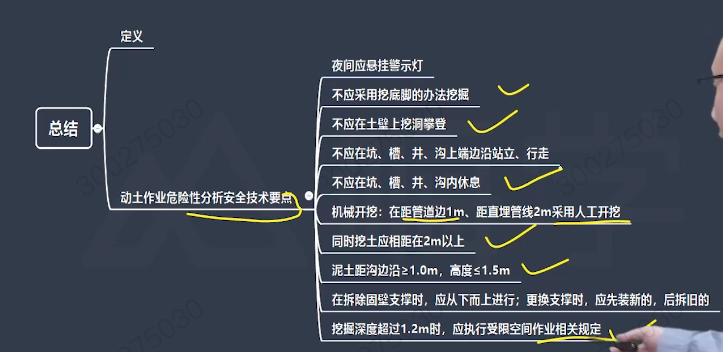 定义
夜间应悬挂警示灯
不应采用挖底脚的办法挖掘
总结
不应在土壁上挖洞攀登
不应在坑、槽、井、沟上端边沿站立、行走
不应在坑、槽、井、沟内休息
动土作业危险性分析安全技术要点
机械开挖：在距管道边1m、距直埋管线2m采用人工开挖
同时挖土应相距在2m以上
泥土距沟边沿≥1.0m，高度≤1.5m
在拆除固壁支撑时，应从下而上进行；更换支撑时，应先装新的，后拆旧的
挖掘深度超过1.2m时，应执行受限空间作业相关规定
300275030
300275030
300275030
300275030